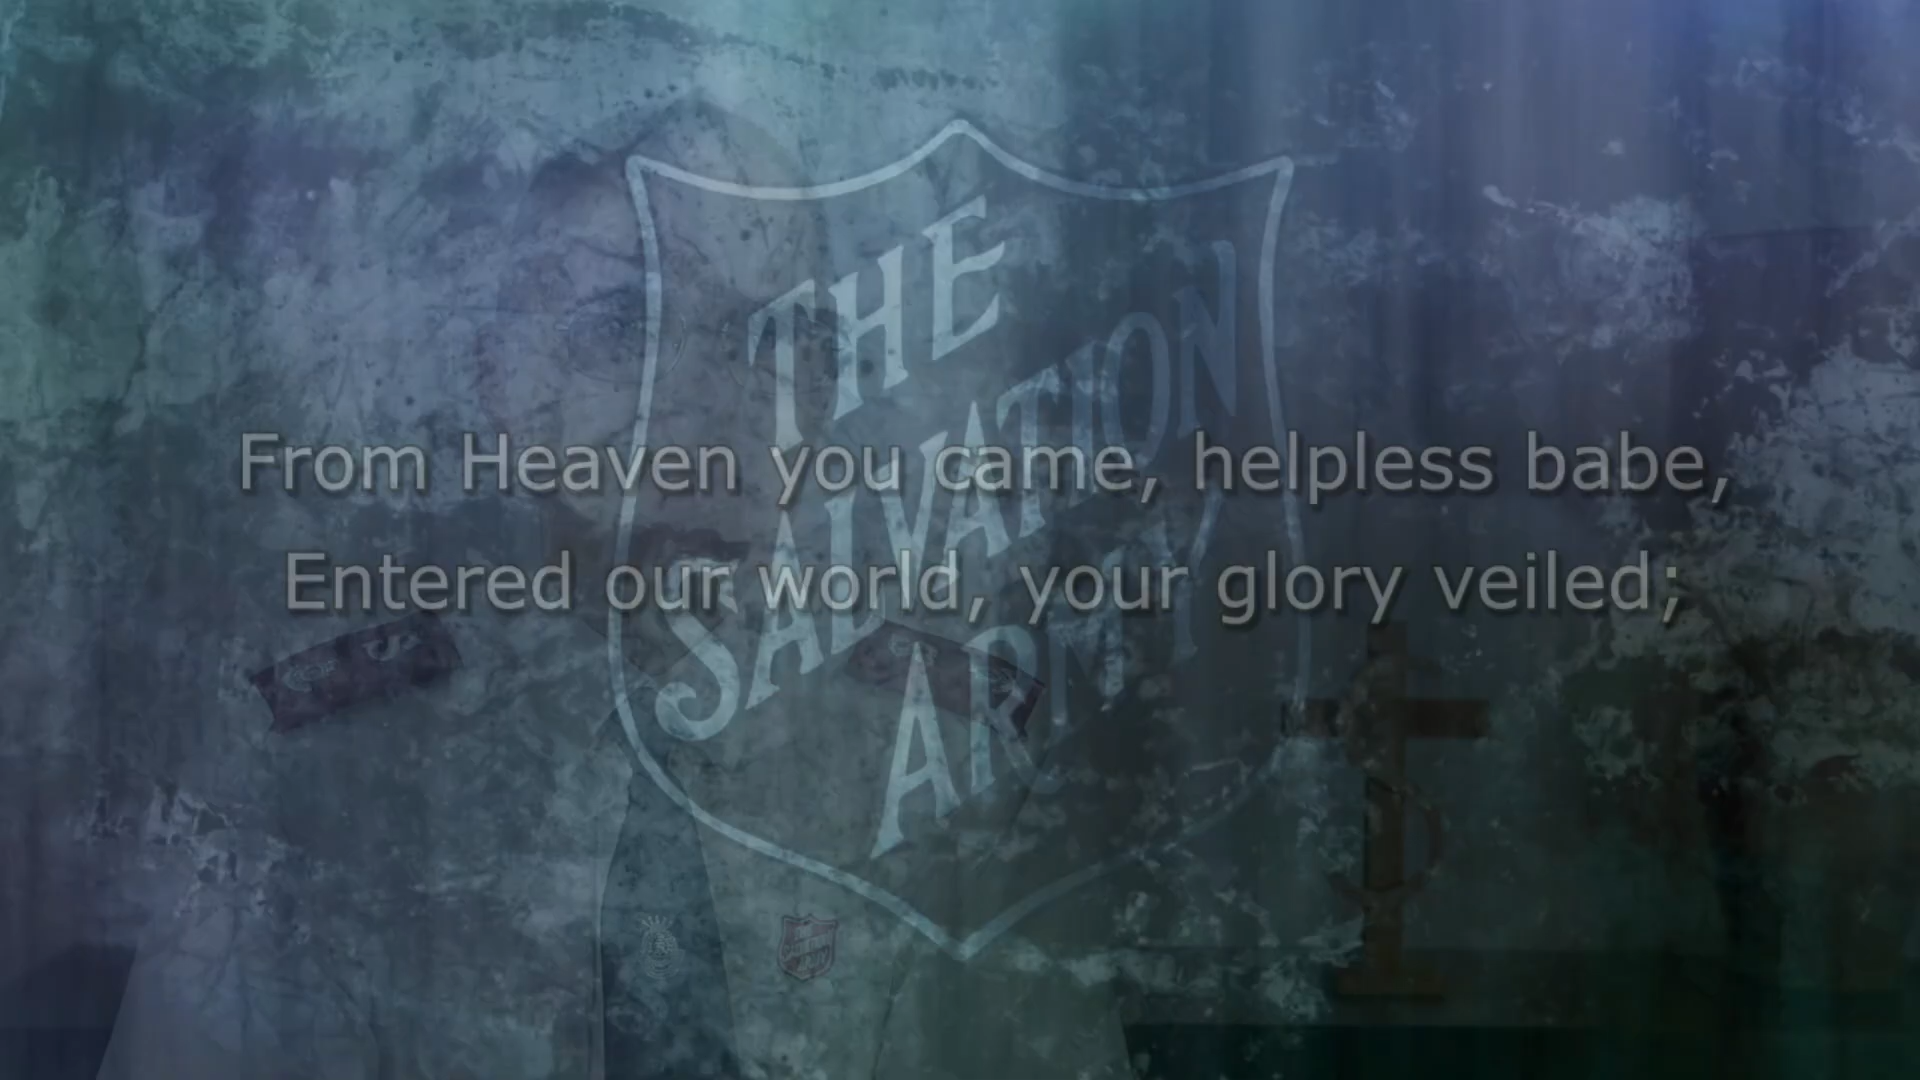 THE
SALVATION
ARMY
From Heaven you came, helpless babe,
Entered our world, your glory veiled;